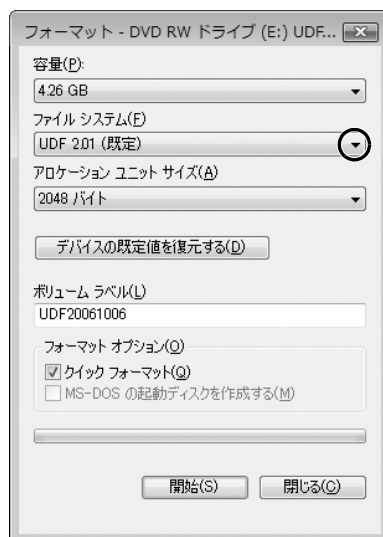 フォーマット - DVD RW ドライブ (E:) UDF...
容量(P):
4.26 GB
ファイル システム(F)
UDF 2.01 (既定)
アロケーション ユニット サイズ(A)
2048 バイト
デバイスの既定値を復元する(D)
ボリューム ラベル(L)
UDF20061006
フォーマット オプション(O)
クイック フォーマット(Q)
MS-DOS の起動ディスクを作成する(M)
開始(S) 閉じる(C)